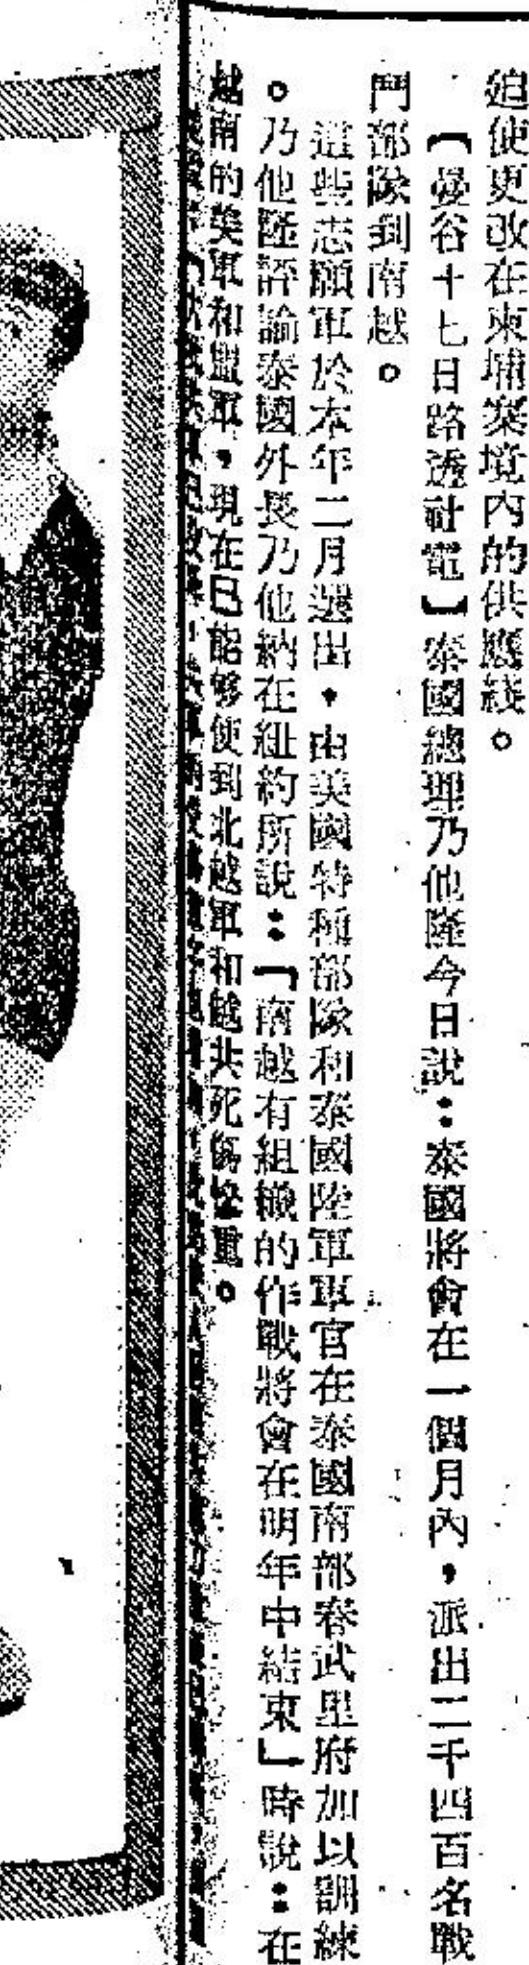 迫使更改在柬埔寨境内的供應綫。
【曼谷十七日路透社電】泰國總理乃他隆今日說：泰國將會在一個月內，派出二千四百名戰
鬥部隊到南越。
這些志願軍於本年二月選出，由美國特種部隊和泰國陸軍軍官在泰國南部春武里府加以訓練
。乃他隆評論泰國外長乃他納在紐約所說：「南越有組織的作戰將會在明年中結束」時說：在
越南的美軍和盟軍，現在已能够使到北越軍和越共死傷慘重。